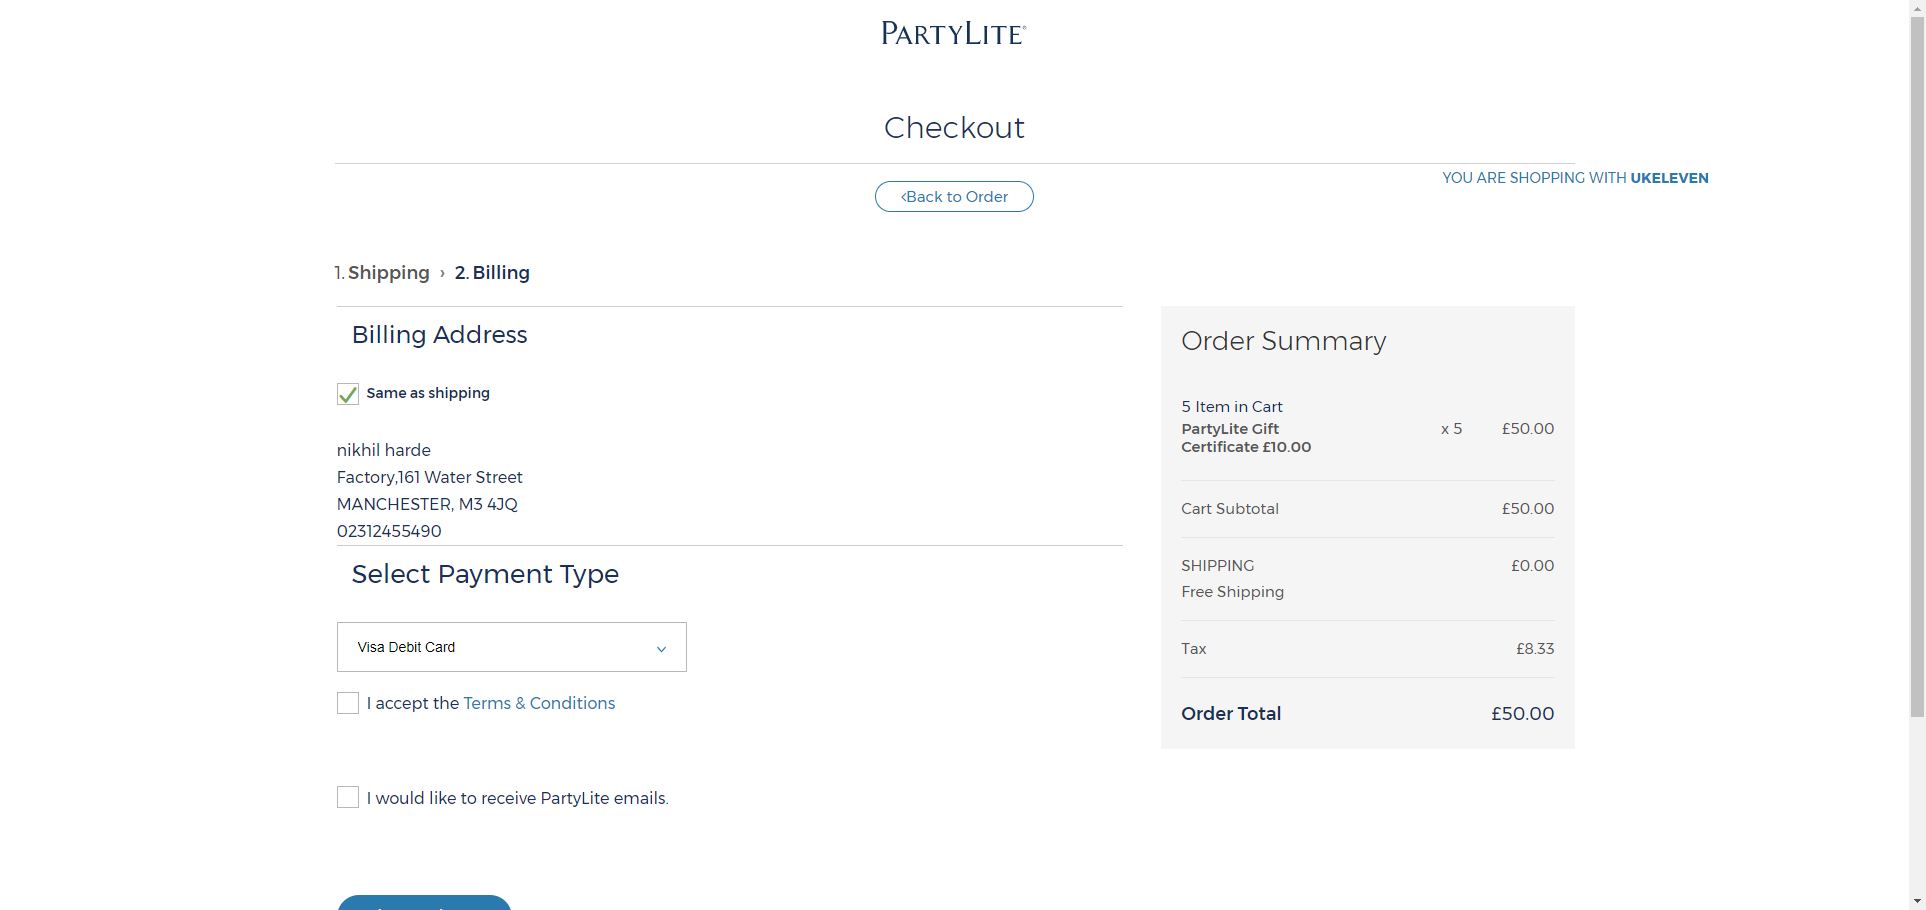 PARTYLITE®
Checkout
YOU ARE SHOPPING WITH UKELEVEN
‹Back to Order
1. Shipping › 2. Billing
Billing Address
Same as shipping
nikhil harde
Factory,161 Water Street
MANCHESTER, M3 4JQ
02312455490
Select Payment Type
Visa Debit Card
I accept the Terms & Conditions
I would like to receive PartyLite emails.
Order Summary
5 Item in Cart
PartyLite Gift x 5 £50.00
Certificate £10.00
Cart Subtotal £50.00
SHIPPING £0.00
Free Shipping
Tax £8.33
Order Total £50.00